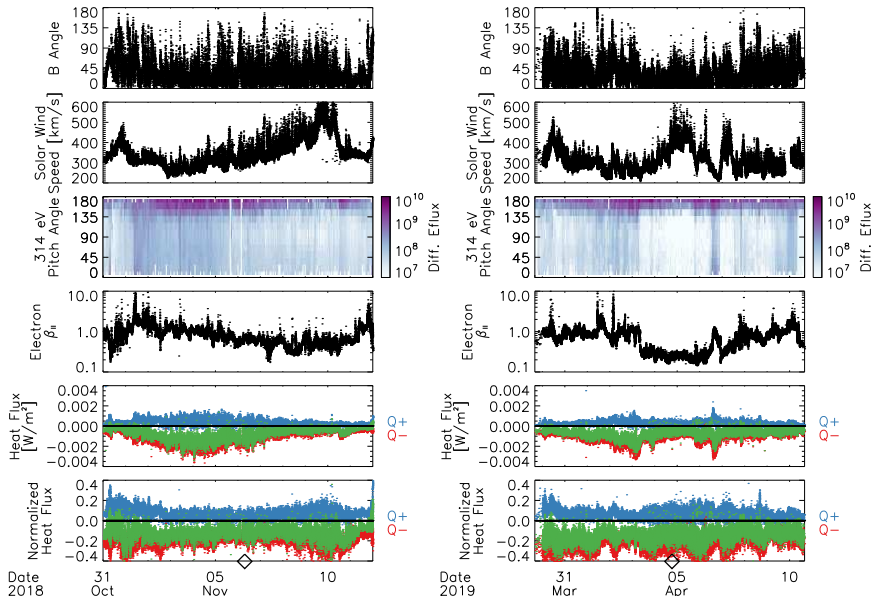 180
135
90
45
0
B Angle
600
500
400
300
200
Solar Wind
Speed [km/s]
180
135
90
45
0
314 eV
Pitch Angle
10^10
10^9
10^8
10^7
Diff. Eflux
10.0
1.0
0.1
Electron
β_II
0.004
0.002
0.000
−0.002
−0.004
Heat Flux
[W/m²]
Q+
Q−
0.4
0.2
0.0
−0.2
−0.4
Normalized
Heat Flux
Q+
Q−
Date
2018
31
Oct
05
Nov
10
180
135
90
45
0
B Angle
600
500
400
300
200
Solar Wind
Speed [km/s]
180
135
90
45
0
314 eV
Pitch Angle
10^10
10^9
10^8
10^7
Diff. Eflux
10.0
1.0
0.1
Electron
β_II
0.004
0.002
0.000
−0.002
−0.004
Heat Flux
[W/m²]
Q+
Q−
0.4
0.2
0.0
−0.2
−0.4
Normalized
Heat Flux
Q+
Q−
Date
2019
31
Mar
05
Apr
10